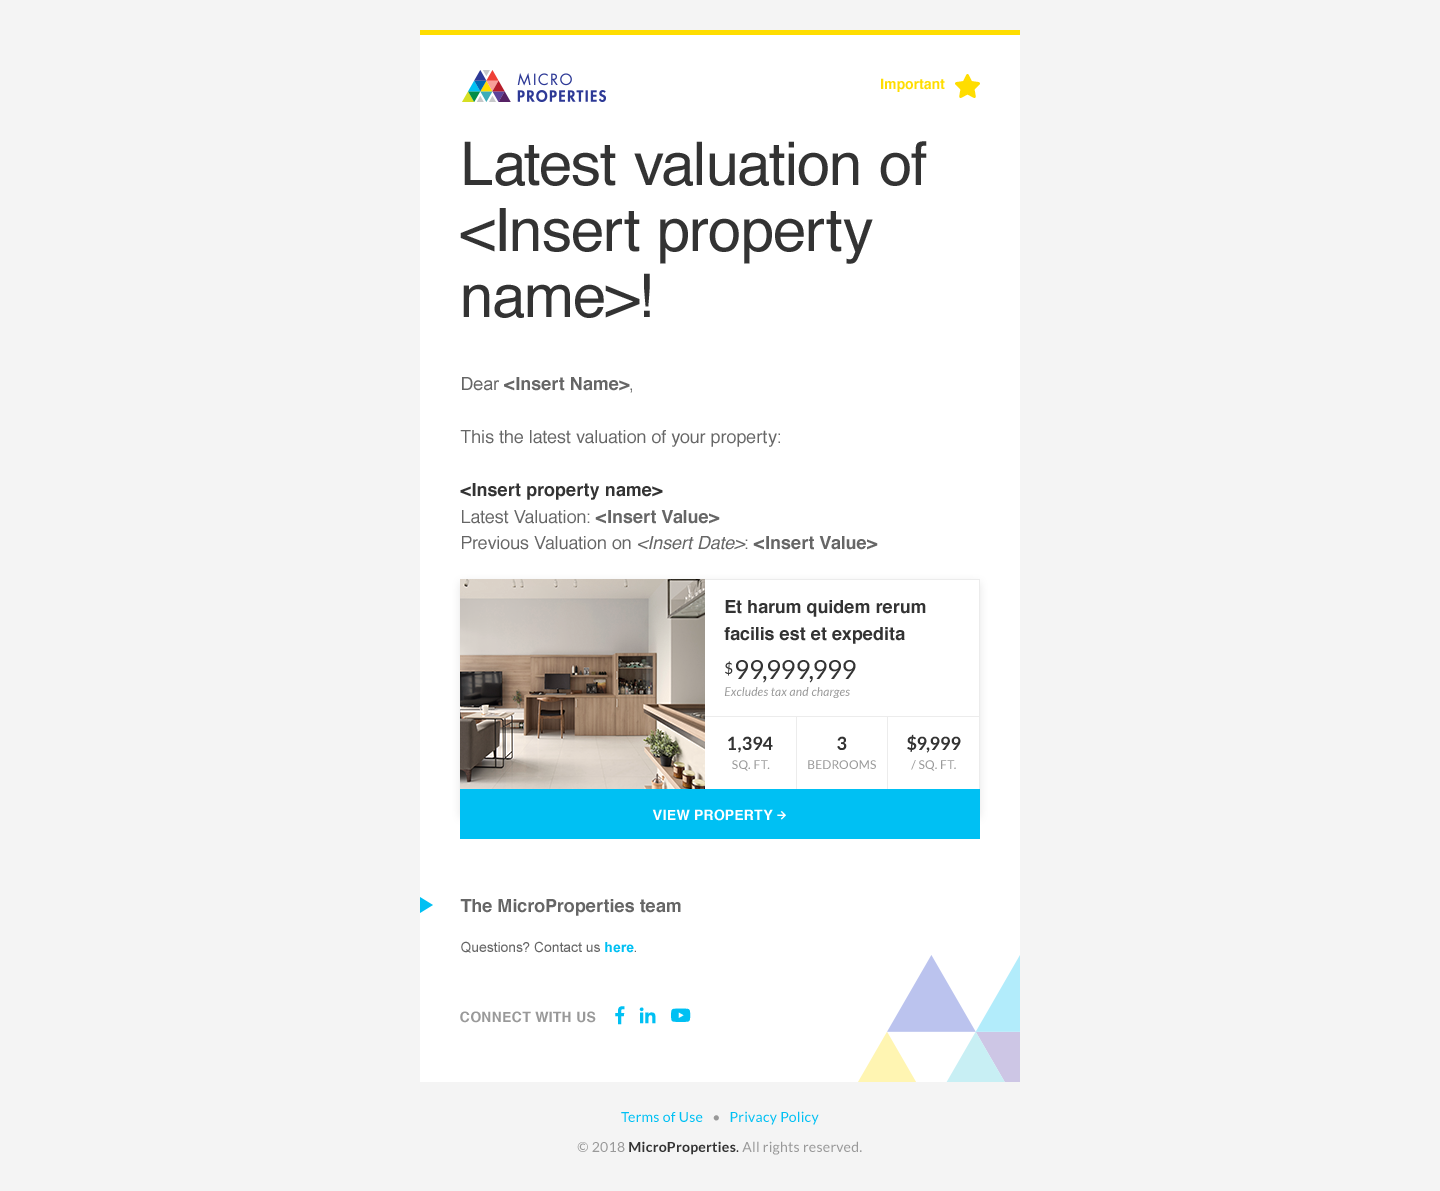 MICRO
PROPERTIES
Important
Latest valuation of
<Insert property
name>!
Dear <Insert Name>,
This the latest valuation of your property:
<Insert property name>
Latest Valuation: <Insert Value>
Previous Valuation on <Insert Date>: <Insert Value>
Et harum quidem rerum
facilis est et expedita
$99,999,999
Excludes tax and charges
1,394
SQ. FT.
3
BEDROOMS
$9,999
/ SQ. FT.
VIEW PROPERTY →
The MicroProperties team
Questions? Contact us here.
CONNECT WITH US
Terms of Use • Privacy Policy
© 2018 MicroProperties. All rights reserved.